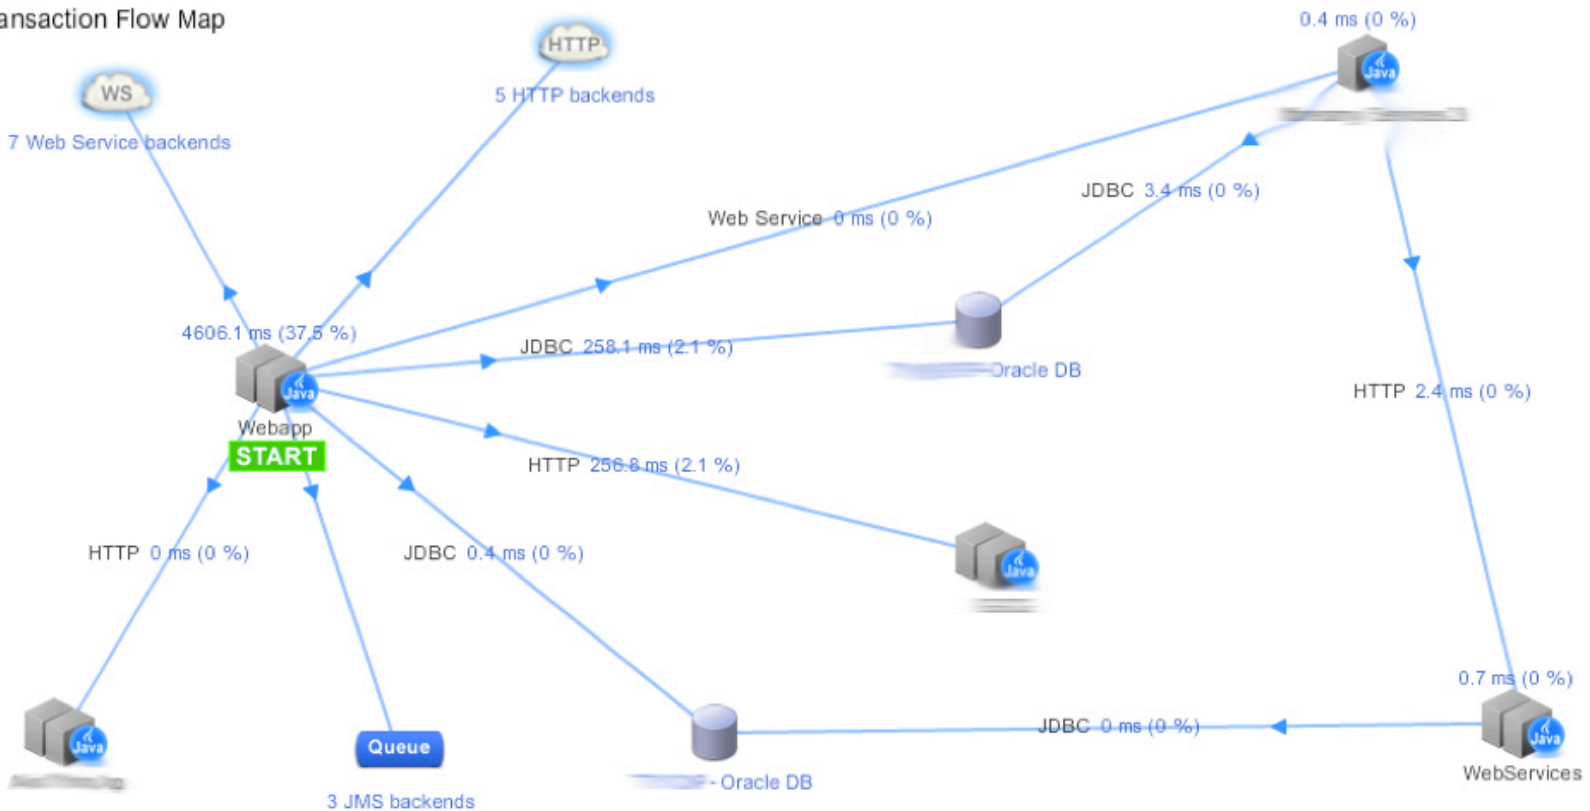 ansaction Flow Map
0.4 ms (0 %)
HTTP
Java
5 HTTP backends
WS
7 Web Service backends
JDBC 3.4 ms (0 %)
Web Service 0 ms (0 %)
4606.1 ms (37.5 %)
JDBC 258.1 ms (2.1 %)
Oracle DB
Java
HTTP 2.4 ms (0 %)
Webapp
START
HTTP 256.8 ms (2.1 %)
HTTP 0 ms (0 %)
JDBC 0.4 ms (0 %)
Java
0.7 ms (0 %)
JDBC 0 ms (0 %)
Java
Queue
Java
WebServices
- Oracle DB
3 JMS backends